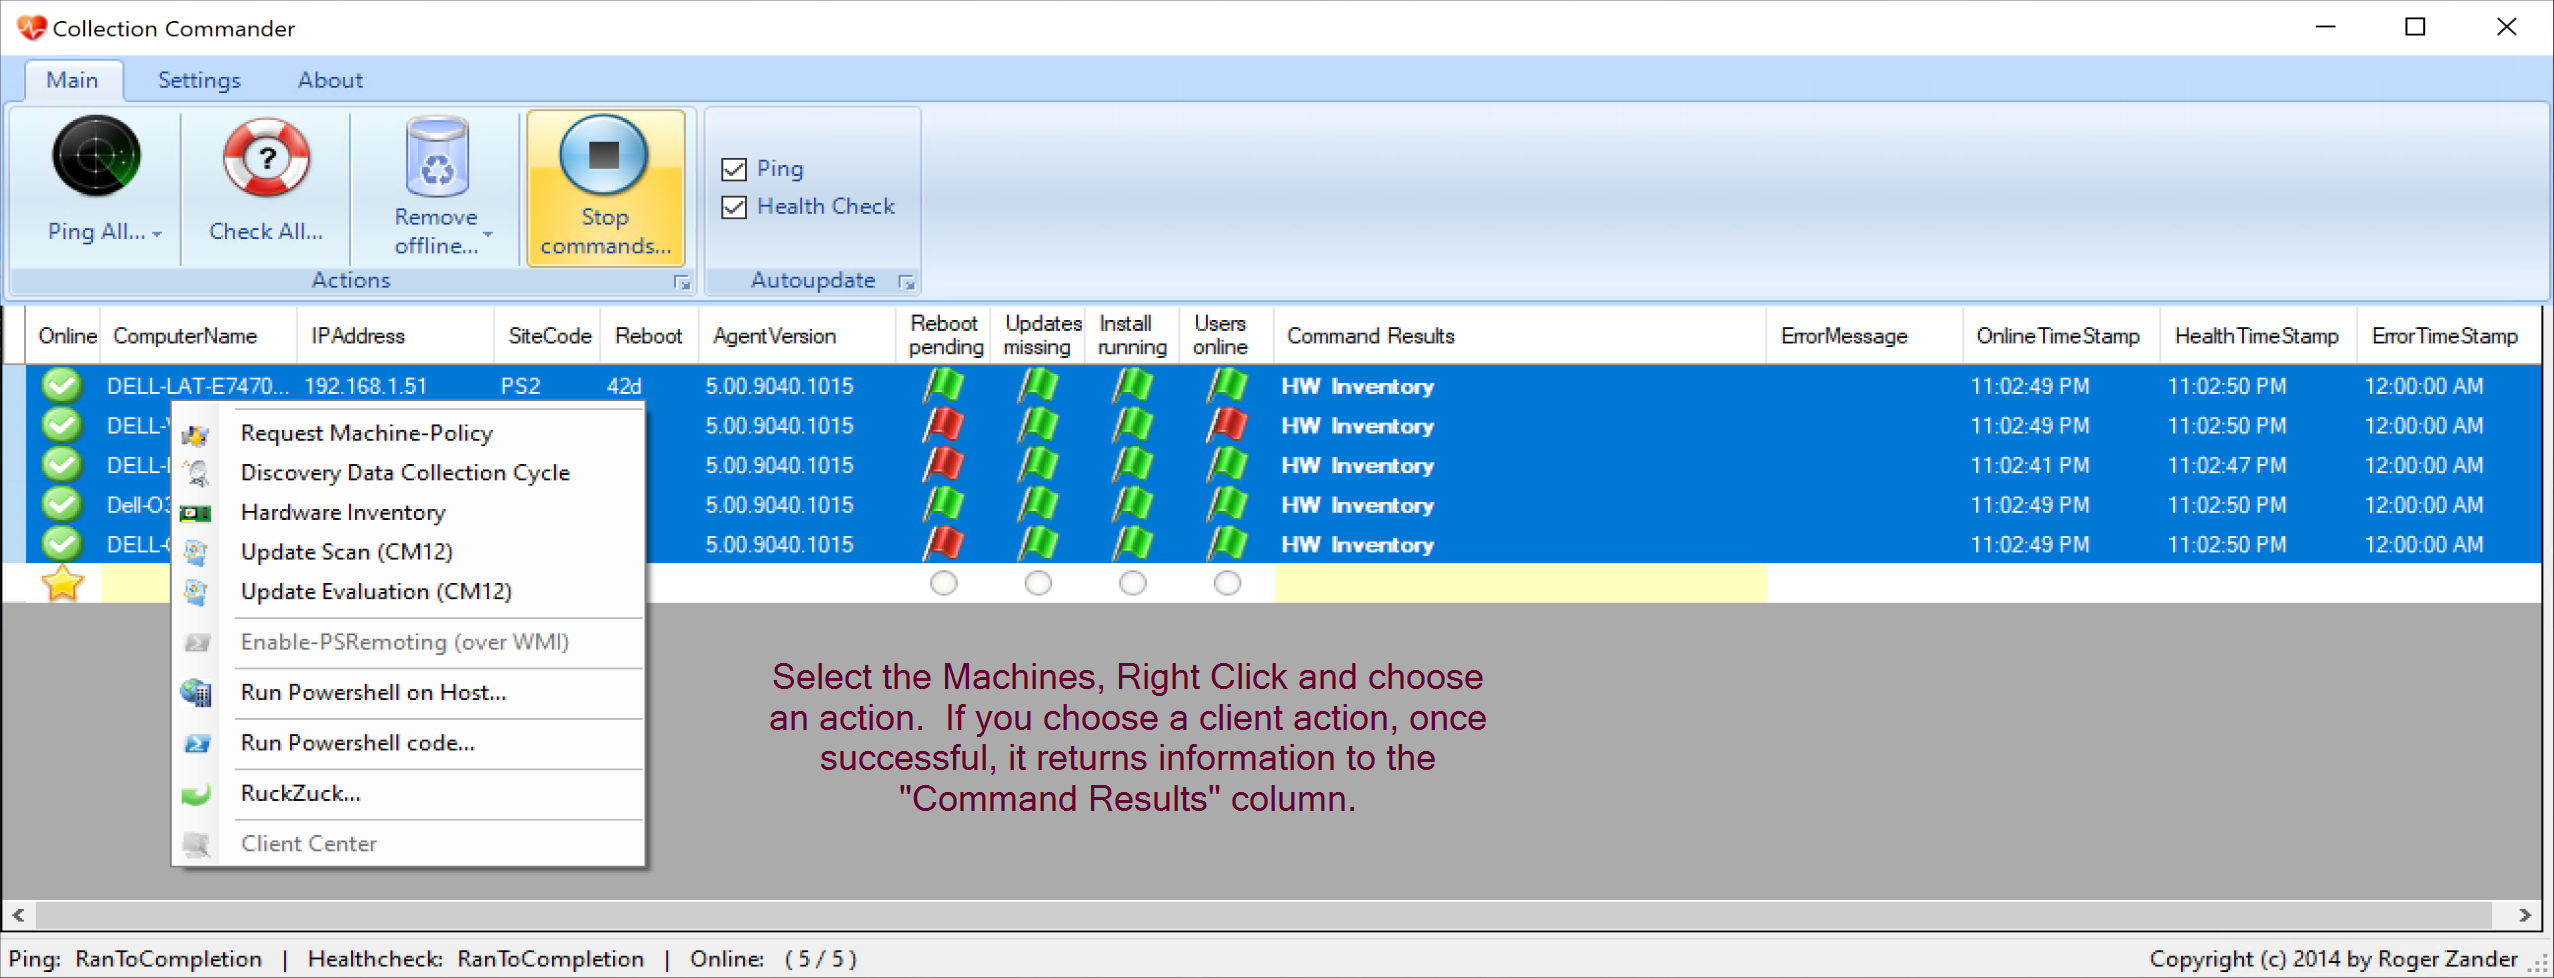 Collection Commander
Main Settings About
Ping All... Check All... Remove offline... Stop commands...
Actions
Ping
Health Check
Autoupdate
Online ComputerName IPAddress SiteCode Reboot AgentVersion Reboot pending Updates missing Install running Users online Command Results ErrorMessage OnlineTimeStamp HealthTimeStamp ErrorTimeStamp
DELL-LAT-E7470... 192.168.1.51 PS2 42d 5.00.9040.1015 HW Inventory 11:02:49 PM 11:02:50 PM 12:00:00 AM
DELL- 5.00.9040.1015 HW Inventory 11:02:49 PM 11:02:50 PM 12:00:00 AM
DELL- 5.00.9040.1015 HW Inventory 11:02:41 PM 11:02:47 PM 12:00:00 AM
Dell-O3 5.00.9040.1015 HW Inventory 11:02:49 PM 11:02:50 PM 12:00:00 AM
DELL- 5.00.9040.1015 HW Inventory 11:02:49 PM 11:02:50 PM 12:00:00 AM
Request Machine-Policy
Discovery Data Collection Cycle
Hardware Inventory
Update Scan (CM12)
Update Evaluation (CM12)
Enable-PSRemoting (over WMI)
Run Powershell on Host...
Run Powershell code...
RuckZuck...
Client Center
Select the Machines, Right Click and choose
an action. If you choose a client action, once
successful, it returns information to the
"Command Results" column.
Ping: RanToCompletion | Healthcheck: RanToCompletion | Online: ( 5 / 5 )
Copyright (c) 2014 by Roger Zander